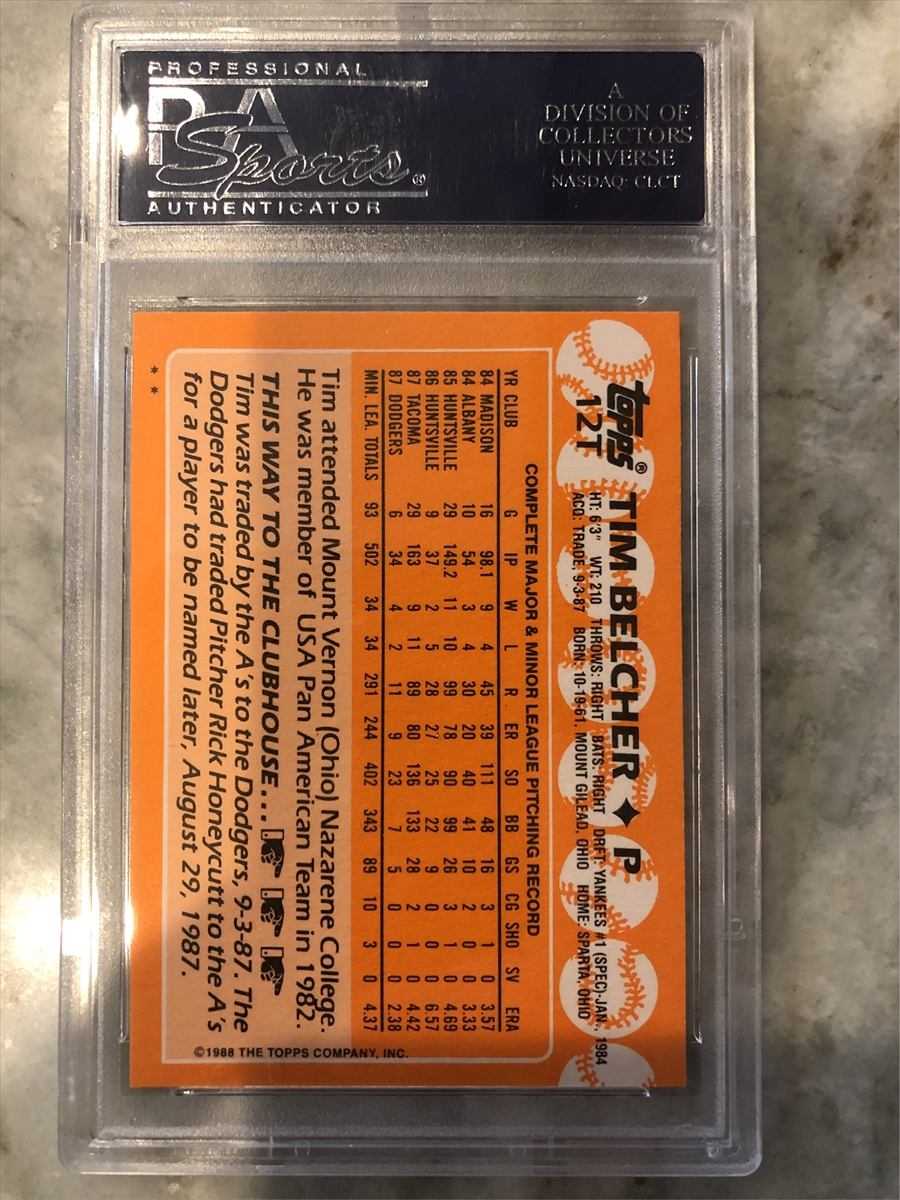 PROFESSIONAL
PSA
Sports®
AUTHENTICATOR
A
DIVISION OF
COLLECTORS
UNIVERSE
NASDAQ: CLCT
topps®
12T
TIM BELCHER ♦ P
HT: 6'3" WT: 210 THROWS: RIGHT BATS: RIGHT DRFT: YANKEES #1 (SPEC)-JAN., 1984
ACQ: TRADE, 9-3-87 BORN: 10-19-61, MOUNT GILEAD, OHIO HOME: SPARTA, OHIO
COMPLETE MAJOR & MINOR LEAGUE PITCHING RECORD
YR CLUB G IP W L R ER SO BB GS CG SHO SV ERA
84 MADISON 16 98.1 9 4 45 39 111 48 16 3 1 0 3.57
84 ALBANY 10 54 3 4 30 20 40 41 10 2 0 0 3.33
85 HUNTSVILLE 29 149.2 11 10 99 78 90 99 26 3 1 0 4.69
86 HUNTSVILLE 9 37 2 5 28 27 25 22 9 0 0 0 6.57
87 TACOMA 29 163 9 11 89 80 136 133 28 2 1 0 4.42
87 DODGERS 6 34 4 2 11 9 23 7 5 0 0 0 2.38
MIN. LEA. TOTALS 93 502 34 34 291 244 402 343 89 10 3 0 4.37
Tim attended Mount Vernon (Ohio) Nazarene College.
He was member of USA Pan American Team in 1982.
THIS WAY TO THE CLUBHOUSE...
Tim was traded by the A's to the Dodgers, 9-3-87. The
Dodgers had traded Pitcher Rick Honeycutt to the A's
for a player to be named later, August 29, 1987.
©1988 THE TOPPS COMPANY, INC.
* *